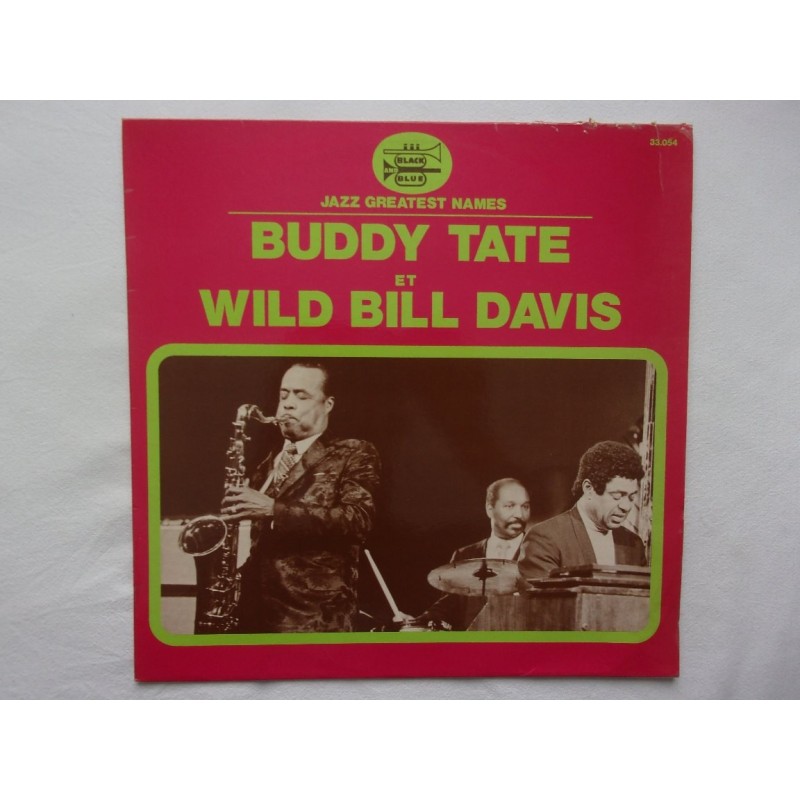 BLACK
AND
BLUE
33.054
JAZZ GREATEST NAMES
BUDDY TATE
ET
WILD BILL DAVIS